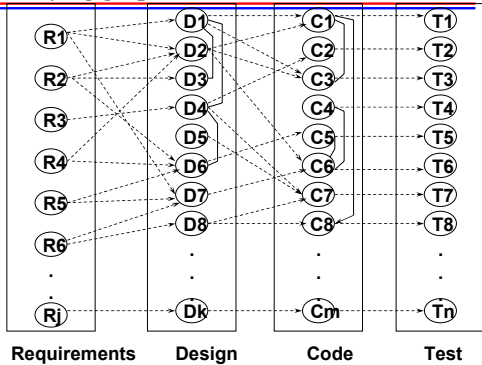 R1 D1 C1 T1
R2 D2 C2 T2
R3 D3 C3 T3
R4 D4 C4 T4
R5 D5 C5 T5
R6 D6 C6 T6
D7 C7 T7
D8 C8 T8
. . . .
. . . .
Rj Dk Cm Tn
Requirements Design Code Test